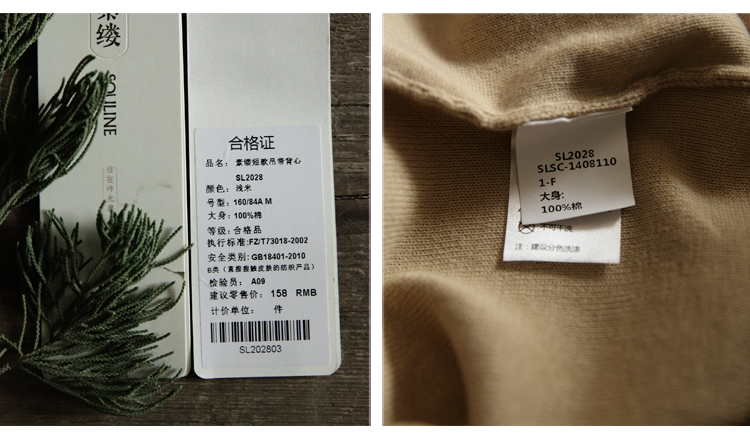 缕
SOULINE
合格证
品名: 素缕短款吊带背心
SL2028
颜色: 浅米
号型: 160/84A M
大身: 100%棉
等级: 合格品
执行标准:FZ/T73018-2002
安全类别:GB18401-2010
B类(直接接触皮肤的纺织产品)
检验员: A09
建议零售价: 158 RMB
计价单位: 件
SL202803
SL2028
SLSC-1408110
1-F
大身:
100%棉
不可干洗
注: 建议分色洗涤